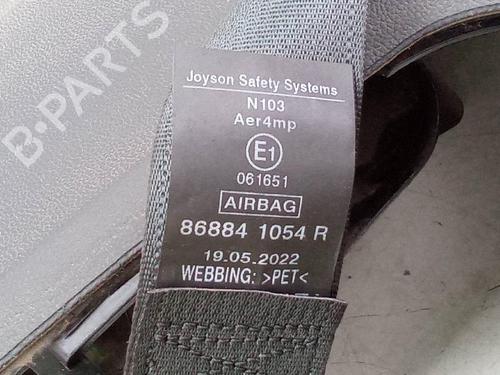 B-PARTS
Joyson Safety Systems
N103
Aer4mp
E1
061651
AIRBAG
86884 1054 R
19.05.2022
WEBBING: >PET<